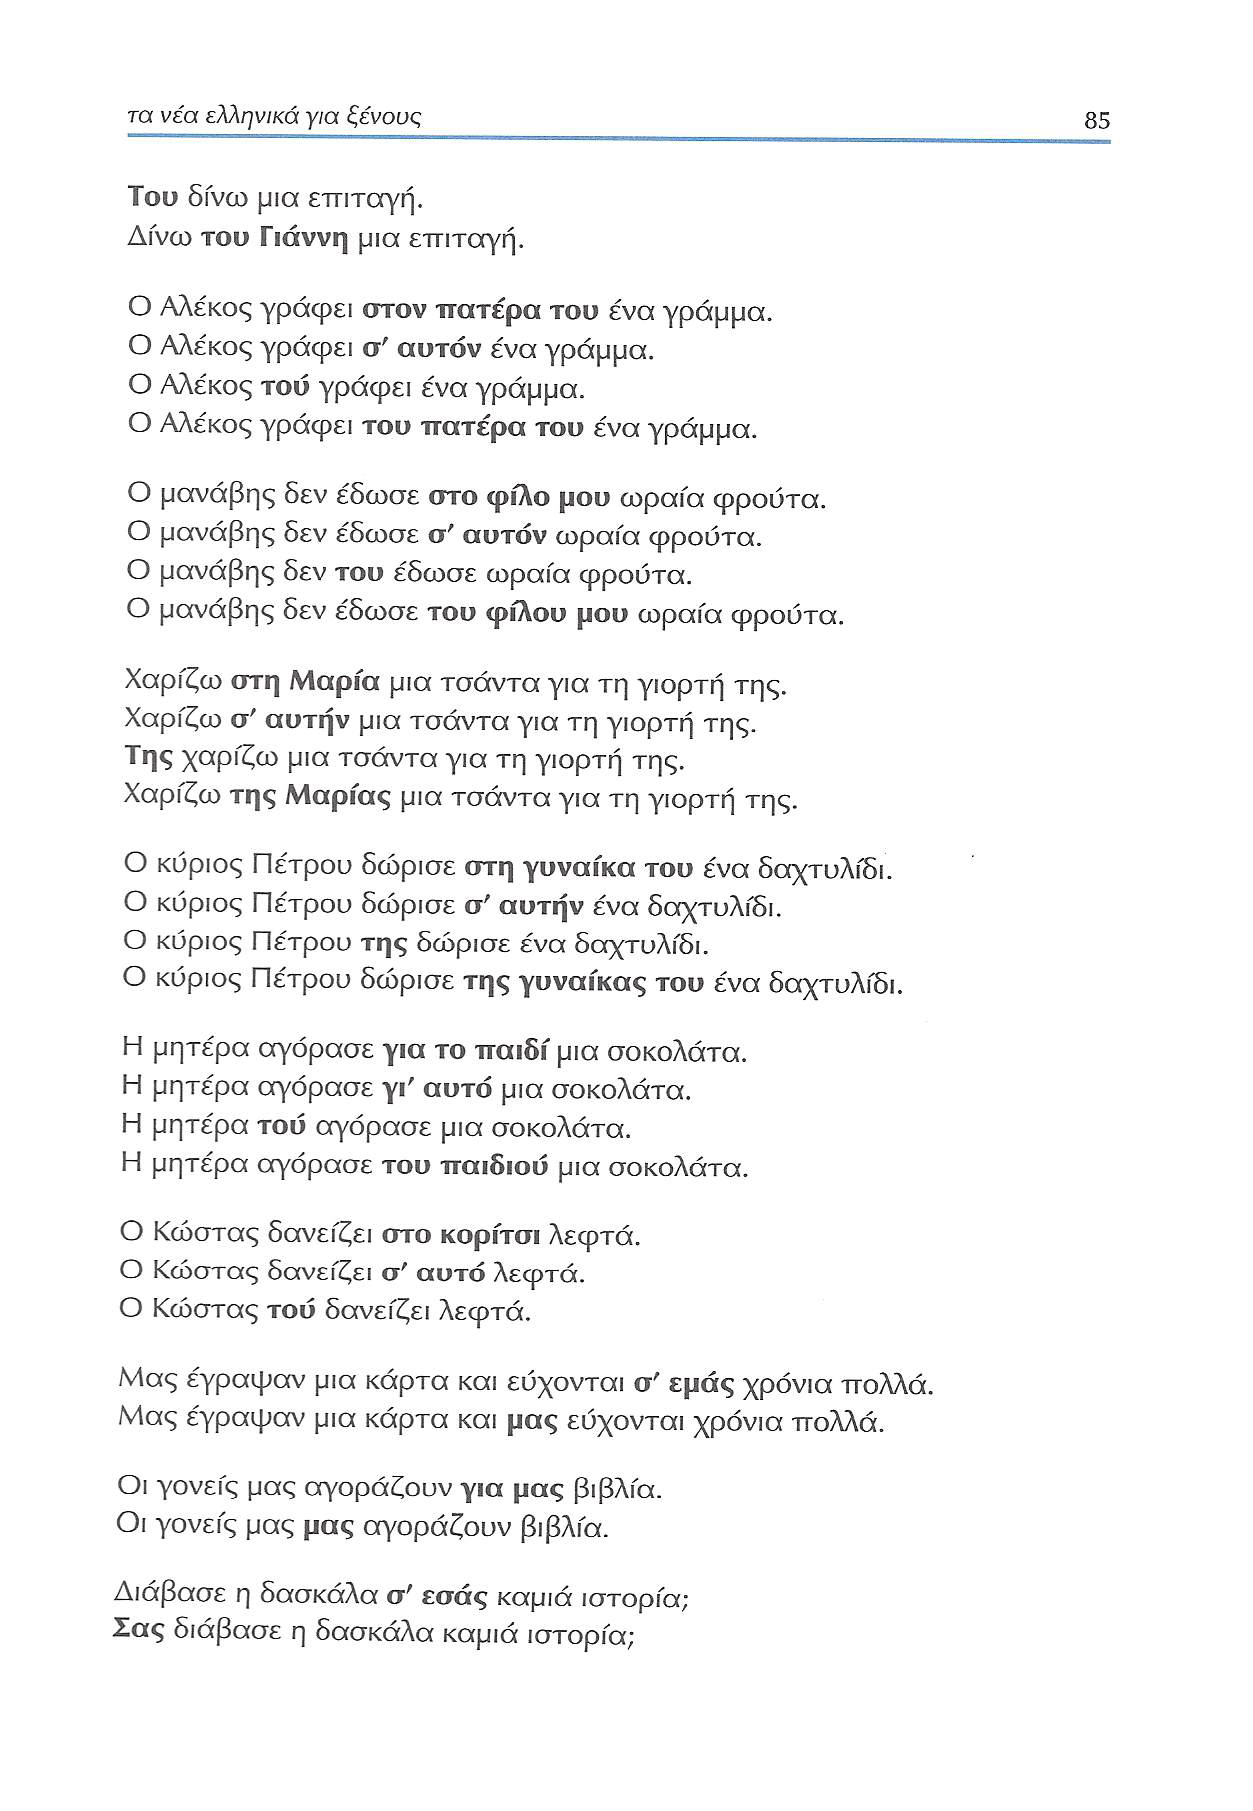 τα νέα ελληνικά για ξένους 85
Του δίνω μια επιταγή.
Δίνω του Γιάννη μια επιταγή.
Ο Αλέκος γράφει στον πατέρα του ένα γράμμα.
Ο Αλέκος γράφει σ' αυτόν ένα γράμμα.
Ο Αλέκος τού γράφει ένα γράμμα.
Ο Αλέκος γράφει του πατέρα του ένα γράμμα.
Ο μανάβης δεν έδωσε στο φίλο μου ωραία φρούτα.
Ο μανάβης δεν έδωσε σ' αυτόν ωραία φρούτα.
Ο μανάβης δεν του έδωσε ωραία φρούτα.
Ο μανάβης δεν έδωσε του φίλου μου ωραία φρούτα.
Χαρίζω στη Μαρία μια τσάντα για τη γιορτή της.
Χαρίζω σ' αυτήν μια τσάντα για τη γιορτή της.
Της χαρίζω μια τσάντα για τη γιορτή της.
Χαρίζω της Μαρίας μια τσάντα για τη γιορτή της.
Ο κύριος Πέτρου δώρισε στη γυναίκα του ένα δαχτυλίδι.
Ο κύριος Πέτρου δώρισε σ' αυτήν ένα δαχτυλίδι.
Ο κύριος Πέτρου της δώρισε ένα δαχτυλίδι.
Ο κύριος Πέτρου δώρισε της γυναίκας του ένα δαχτυλίδι.
Η μητέρα αγόρασε για το παιδί μια σοκολάτα.
Η μητέρα αγόρασε γι' αυτό μια σοκολάτα.
Η μητέρα τού αγόρασε μια σοκολάτα.
Η μητέρα αγόρασε του παιδιού μια σοκολάτα.
Ο Κώστας δανείζει στο κορίτσι λεφτά.
Ο Κώστας δανείζει σ' αυτό λεφτά.
Ο Κώστας τού δανείζει λεφτά.
Μας έγραψαν μια κάρτα και εύχονται σ' εμάς χρόνια πολλά.
Μας έγραψαν μια κάρτα και μας εύχονται χρόνια πολλά.
Οι γονείς μας αγοράζουν για μας βιβλία.
Οι γονείς μας μας αγοράζουν βιβλία.
Διάβασε η δασκάλα σ' εσάς καμιά ιστορία;
Σας διάβασε η δασκάλα καμιά ιστορία;